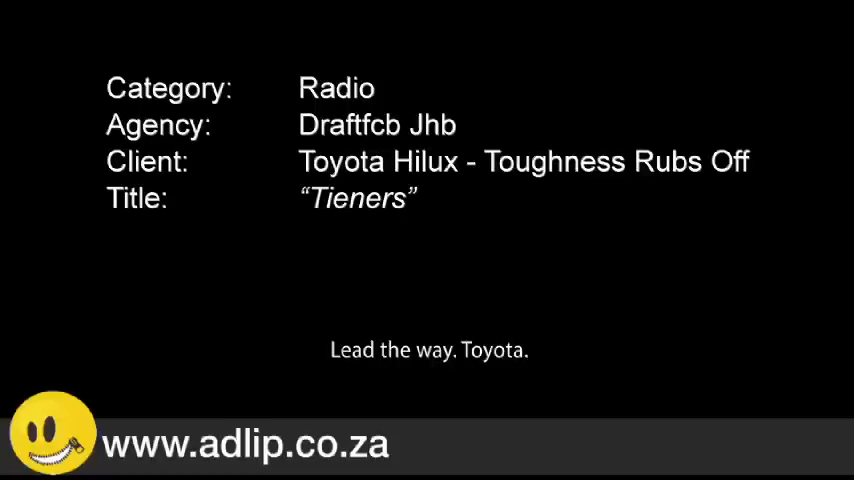 Category: Radio
Agency: Draftfcb Jhb
Client: Toyota Hilux - Toughness Rubs Off
Title: “Tieners”
Lead the way. Toyota.
www.adlip.co.za